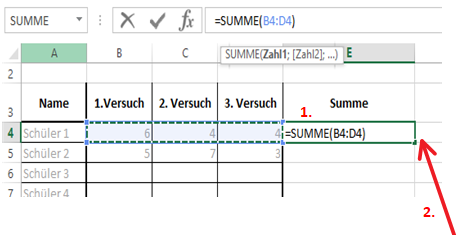 SUMME =SUMME(B4:D4)
SUMME(Zahl1; [Zahl2]; ...)
A B C E
2
3 Name 1.Versuch 2. Versuch 3. Versuch Summe
1.
4 Schüler 1 6 4 4 =SUMME(B4:D4)
5 Schüler 2 5 7 3
6 Schüler 3
7 Schüler 4
2.